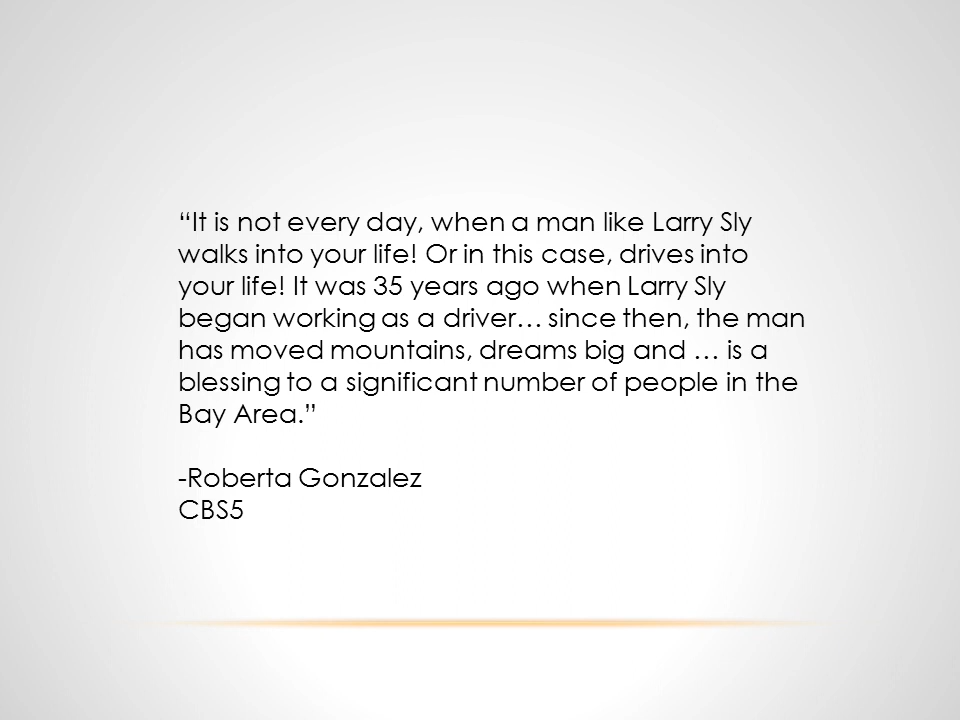 “It is not every day, when a man like Larry Sly
walks into your life! Or in this case, drives into
your life! It was 35 years ago when Larry Sly
began working as a driver… since then, the man
has moved mountains, dreams big and … is a
blessing to a significant number of people in the
Bay Area.”
-Roberta Gonzalez
CBS5